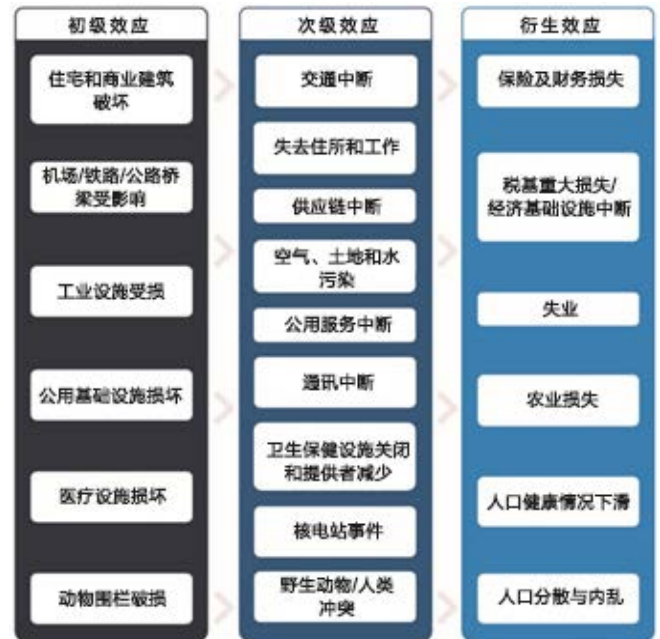 初级效应
住宅和商业建筑
破坏
机场/铁路/公路桥
梁受影响
工业设施受损
公用基础设施损坏
医疗设施损坏
动物围栏破损
次级效应
交通中断
失去住所和工作
供应链中断
空气、土地和水
污染
公用服务中断
通讯中断
卫生保健设施关闭
和提供者减少
核电站事件
野生动物/人类
冲突
衍生效应
保险及财务损失
税基重大损失/
经济基础设施中断
失业
农业损失
人口健康情况下滑
人口分散与内乱